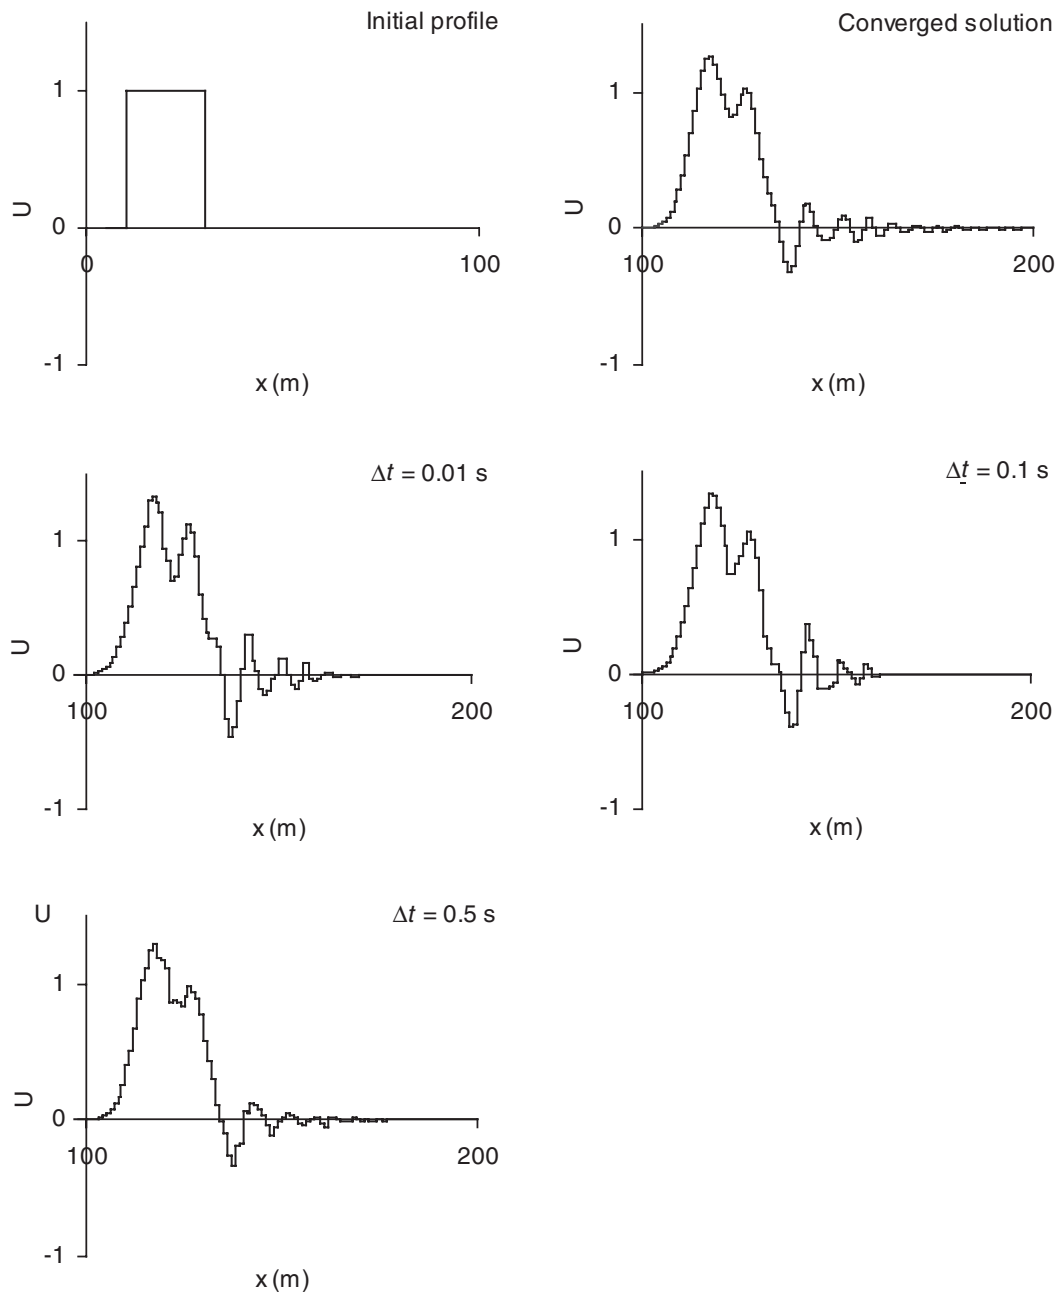 Initial profile
1
U
0
0
100
-1
x (m)
Converged solution
1
U
0
100
200
-1
x (m)
Δt = 0.01 s
1
U
0
100
200
-1
x (m)
Δt = 0.1 s
1
U
0
100
200
-1
x (m)
U
Δt = 0.5 s
1
U
0
100
200
-1
x (m)